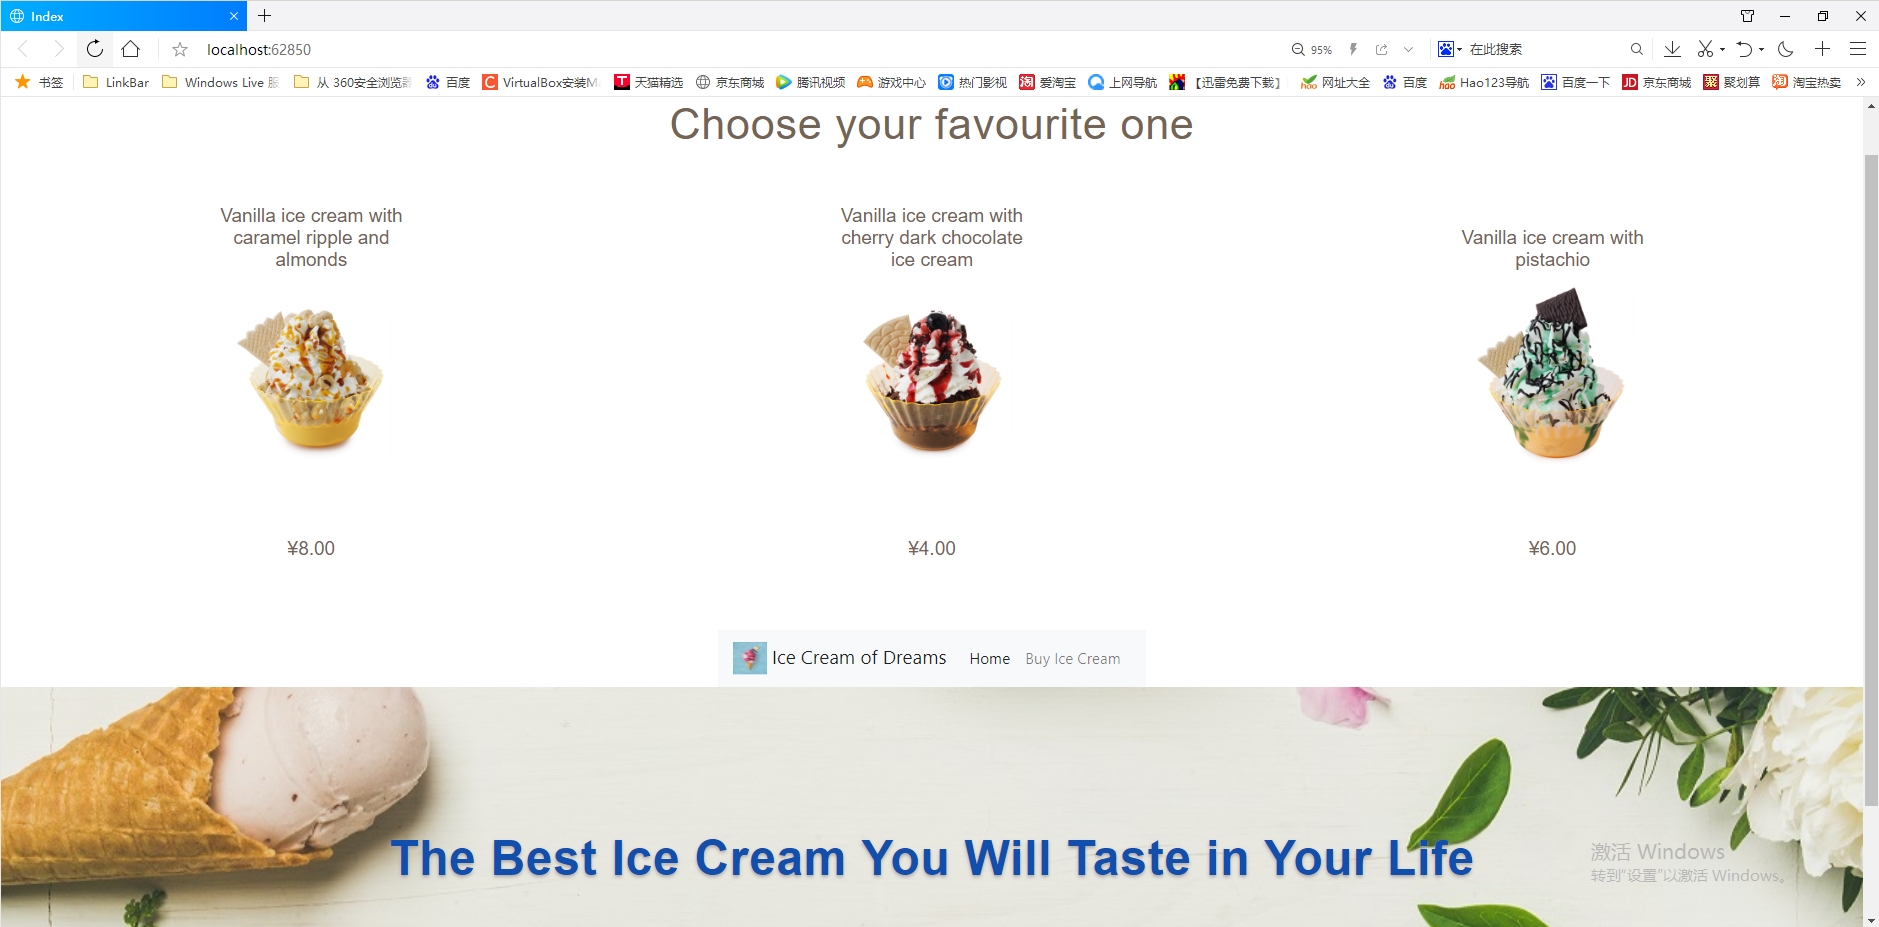 Index
localhost:62850
95%
在此搜索
书签 LinkBar Windows Live 服 从 360安全浏览器 百度 VirtualBox安装M 天猫精选 京东商城 腾讯视频 游戏中心 热门影视 爱淘宝 上网导航 【迅雷免费下载】 网址大全 百度 Hao123导航 百度一下 京东商城 聚划算 淘宝热卖
Choose your favourite one
Vanilla ice cream with
caramel ripple and
almonds
Vanilla ice cream with
cherry dark chocolate
ice cream
Vanilla ice cream with
pistachio
¥8.00
¥4.00
¥6.00
Ice Cream of Dreams Home Buy Ice Cream
The Best Ice Cream You Will Taste in Your Life
激活 Windows
转到"设置"以激活 Windows。